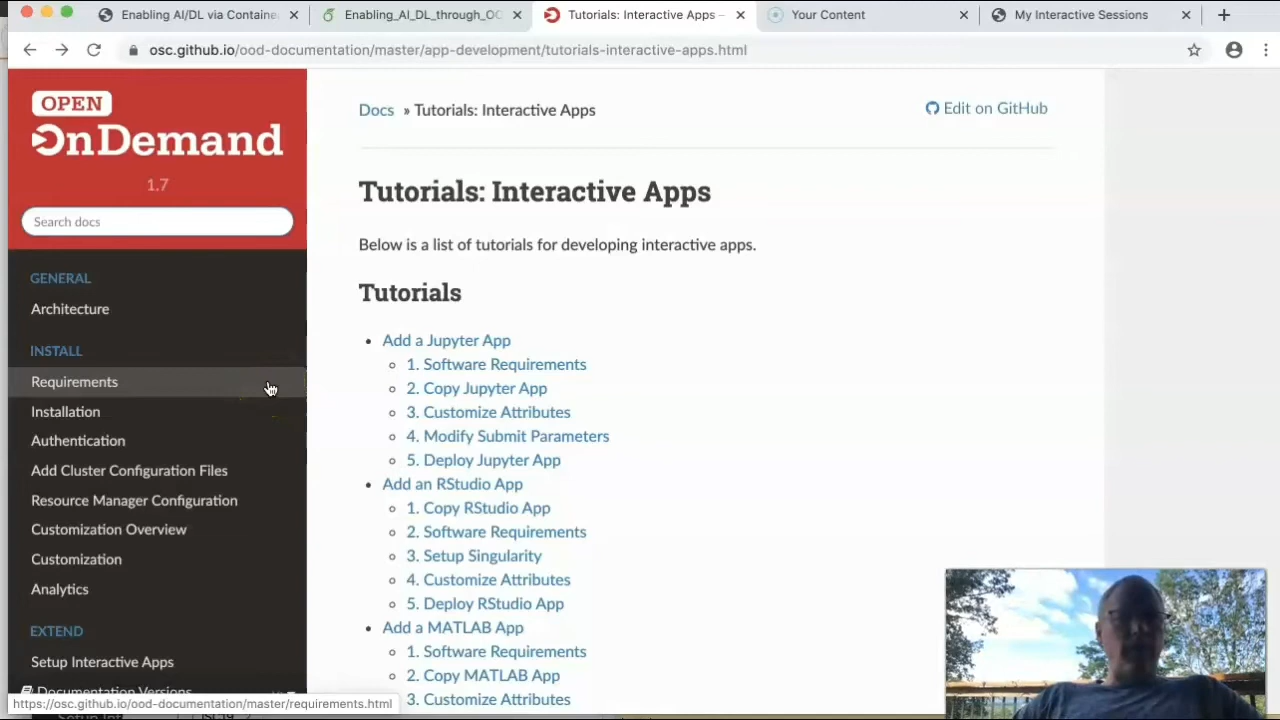 Enabling AI/DL via Containe
Enabling_AI_DL_through_OO
Tutorials: Interactive Apps –
Your Content
My Interactive Sessions
osc.github.io/ood-documentation/master/app-development/tutorials-interactive-apps.html
OPEN
OnDemand
1.7
Search docs
GENERAL
Architecture
INSTALL
Requirements
Installation
Authentication
Add Cluster Configuration Files
Resource Manager Configuration
Customization Overview
Customization
Analytics
EXTEND
Setup Interactive Apps
Documentation Versions
https://osc.github.io/ood-documentation/master/requirements.html
Docs » Tutorials: Interactive Apps
Edit on GitHub
Tutorials: Interactive Apps
Below is a list of tutorials for developing interactive apps.
Tutorials
• Add a Jupyter App
1. Software Requirements
2. Copy Jupyter App
3. Customize Attributes
4. Modify Submit Parameters
5. Deploy Jupyter App
• Add an RStudio App
1. Copy RStudio App
2. Software Requirements
3. Setup Singularity
4. Customize Attributes
5. Deploy RStudio App
• Add a MATLAB App
1. Software Requirements
2. Copy MATLAB App
3. Customize Attributes